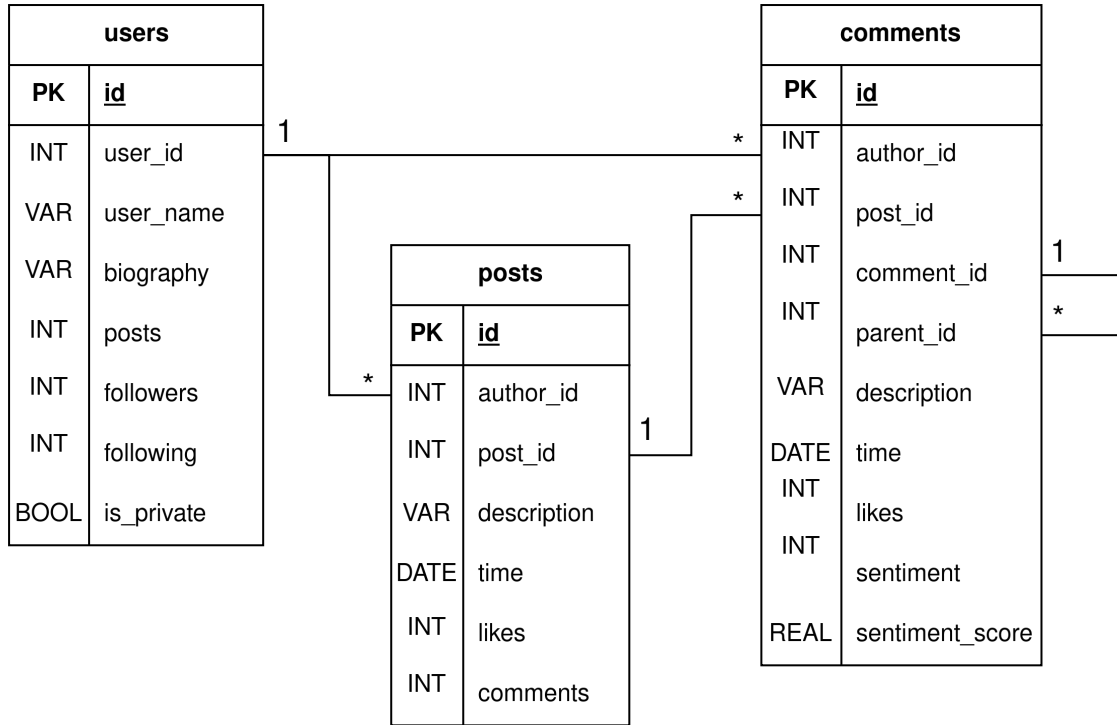 users
PK id
INT user_id
VAR user_name
VAR biography
INT posts
INT followers
INT following
BOOL is_private
1
*
*
posts
PK id
INT author_id
INT post_id
VAR description
DATE time
INT likes
INT comments
1
*
comments
PK id
INT author_id
INT post_id
INT comment_id
INT parent_id
VAR description
DATE time
INT likes
INT sentiment
REAL sentiment_score
1
*